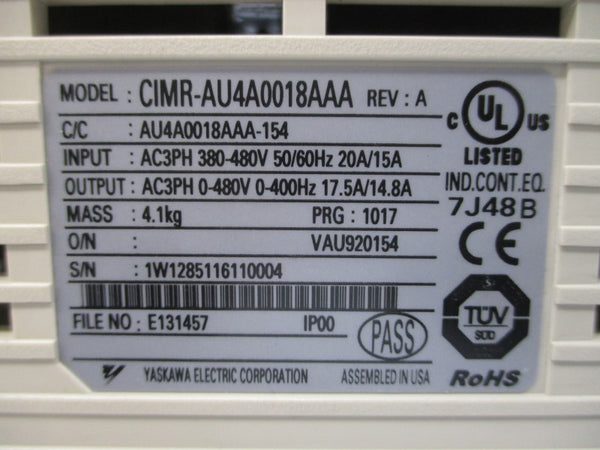 MODEL : CIMR-AU4A0018AAA REV : A
C/C : AU4A0018AAA-154
INPUT : AC3PH 380-480V 50/60Hz 20A/15A
OUTPUT : AC3PH 0-480V 0-400Hz 17.5A/14.8A
MASS : 4.1kg PRG : 1017
O/N : VAU920154
S/N : 1W1285116110004
FILE NO : E131457 IP00
PASS
YASKAWA ELECTRIC CORPORATION ASSEMBLED IN USA
C UL US
LISTED
IND.CONT.EQ.
7J48 B
CE
TÜV
SÜD
RoHS